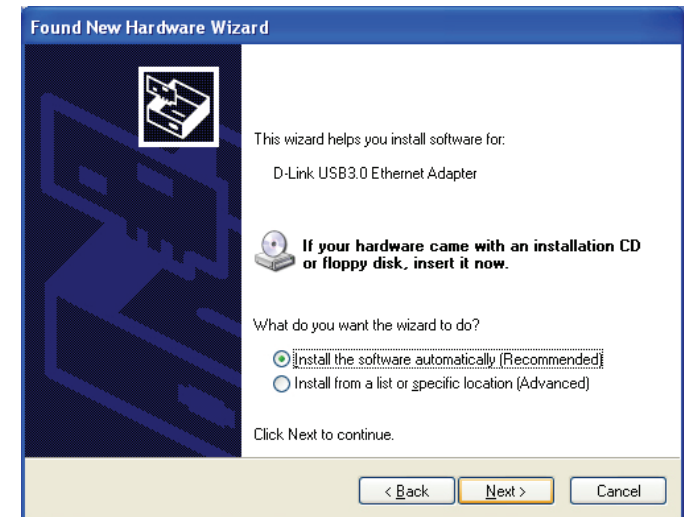 Found New Hardware Wizard
This wizard helps you install software for:
D-Link USB3.0 Ethernet Adapter
If your hardware came with an installation CD
or floppy disk, insert it now.
What do you want the wizard to do?
Install the software automatically (Recommended)
Install from a list or specific location (Advanced)
Click Next to continue.
< Back Next > Cancel